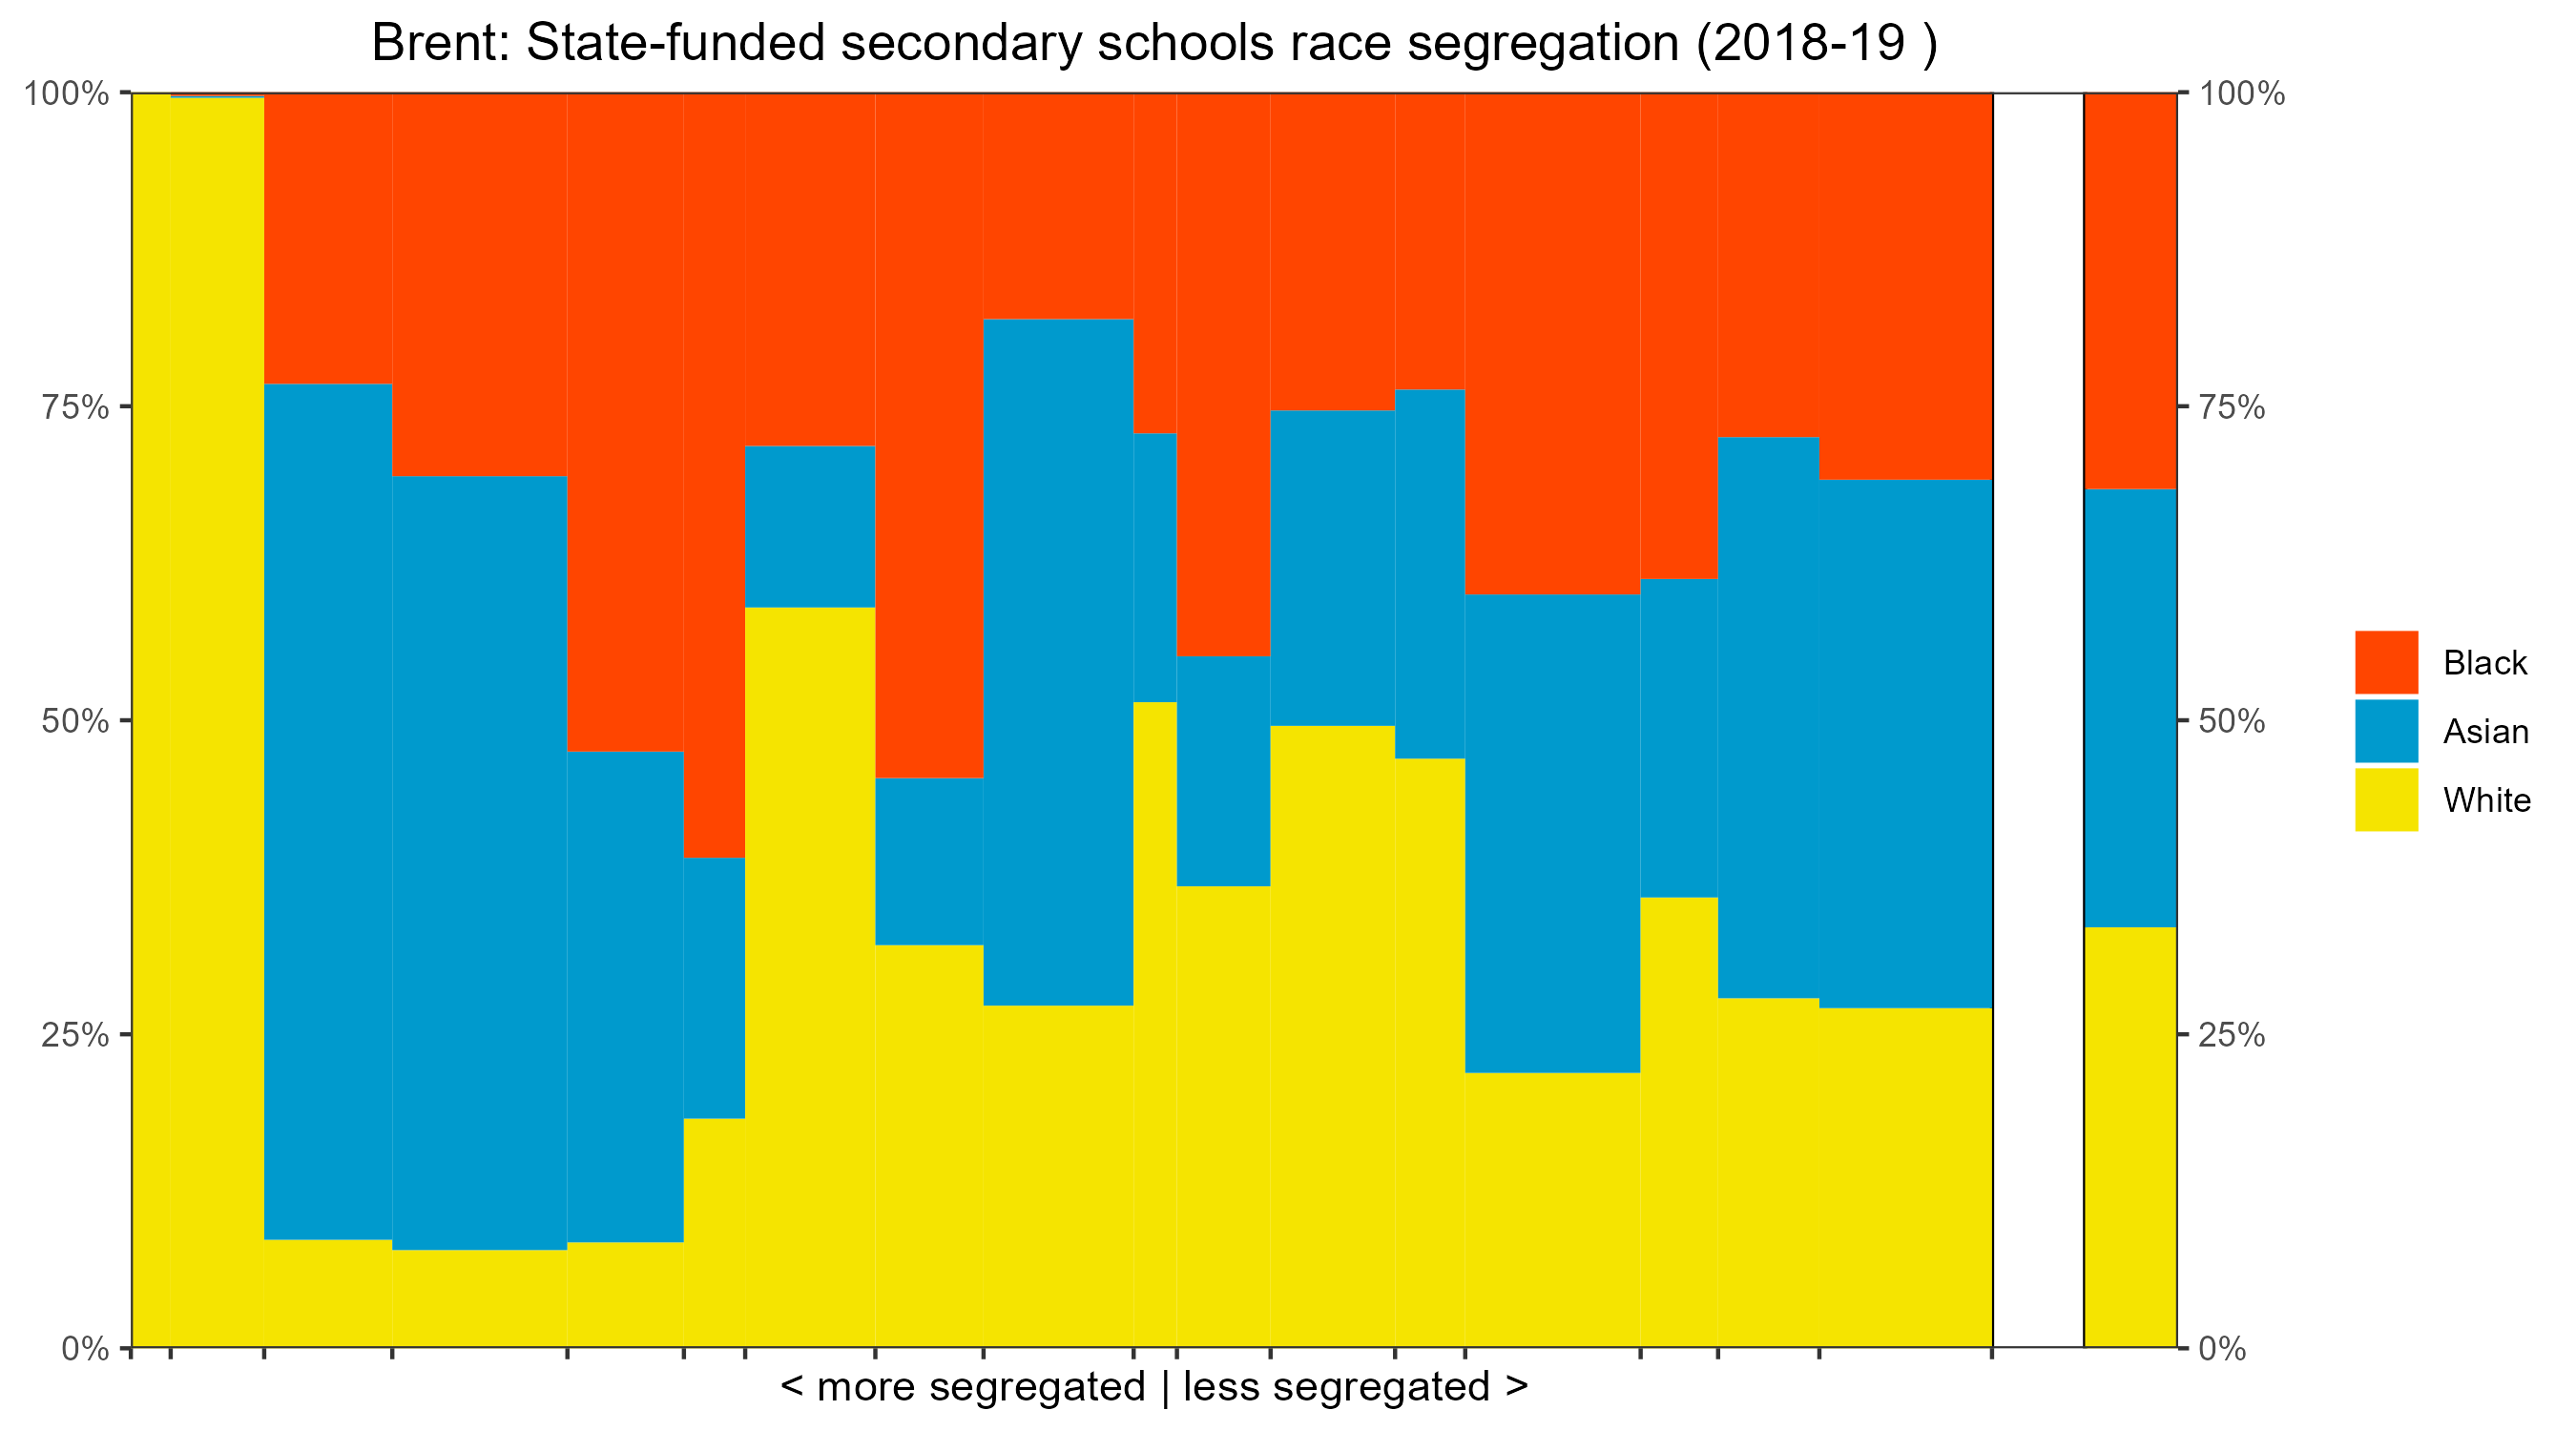 Brent: State-funded secondary schools race segregation (2018-19 )
100%
75%
50%
25%
0%
100%
75%
50%
25%
0%
Black
Asian
White
< more segregated | less segregated >